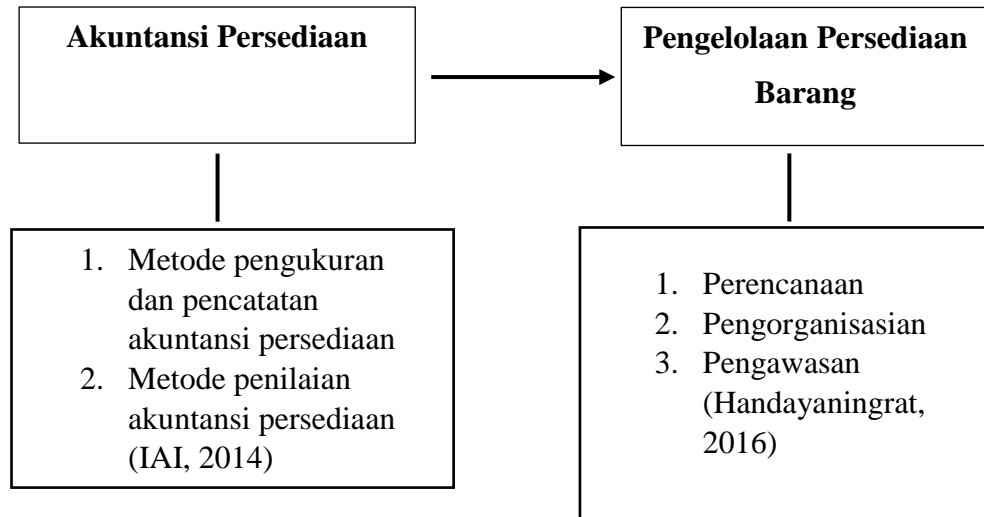 Akuntansi Persediaan
Pengelolaan Persediaan
Barang
1. Metode pengukuran
dan pencatatan
akuntansi persediaan
2. Metode penilaian
akuntansi persediaan
(IAI, 2014)
1. Perencanaan
2. Pengorganisasian
3. Pengawasan
(Handayaningrat,
2016)